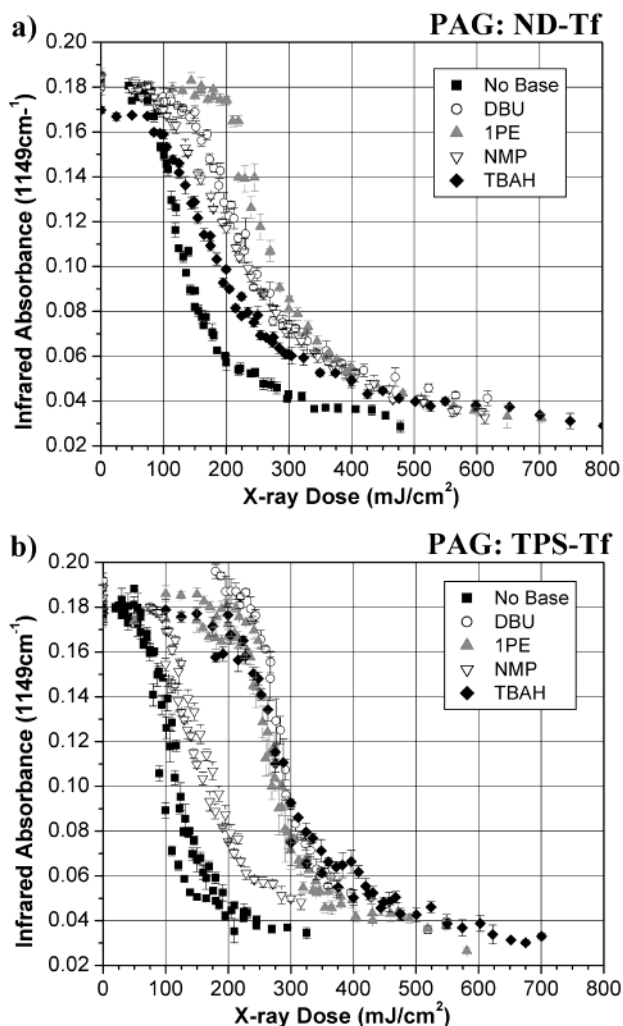 a)
PAG: ND-Tf
0.20
0.18
0.16
0.14
0.12
0.10
0.08
0.06
0.04
0.02
Infrared Absorbance (1149cm-¹)
No Base
DBU
1PE
NMP
TBAH
0 100 200 300 400 500 600 700 800
X-ray Dose (mJ/cm²)
b)
PAG: TPS-Tf
0.20
0.18
0.16
0.14
0.12
0.10
0.08
0.06
0.04
0.02
Infrared Absorbance (1149cm⁻¹)
No Base
DBU
1PE
NMP
TBAH
0 100 200 300 400 500 600 700 800
X-ray Dose (mJ/cm²)